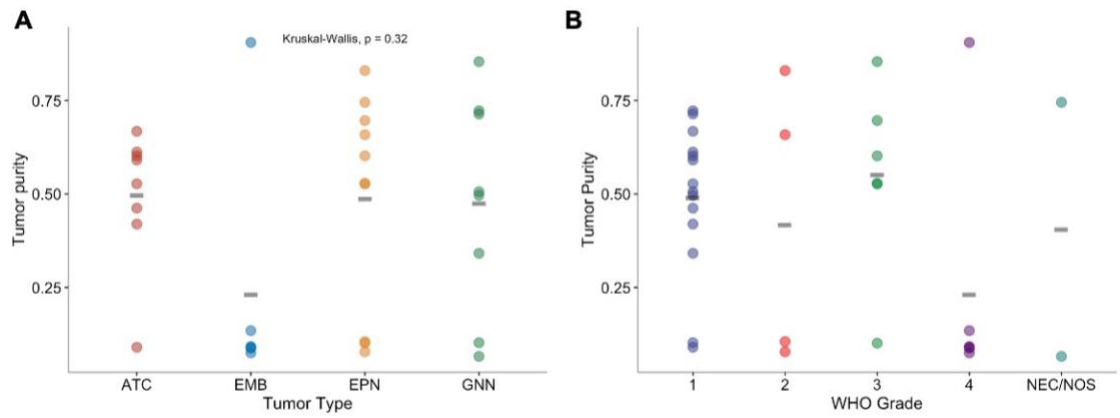 A
Kruskal-Wallis, p = 0.32
Tumor purity
0.75
0.50
0.25
ATC EMB EPN GNN
Tumor Type
B
Tumor Purity
0.75
0.50
0.25
1 2 3 4 NEC/NOS
WHO Grade